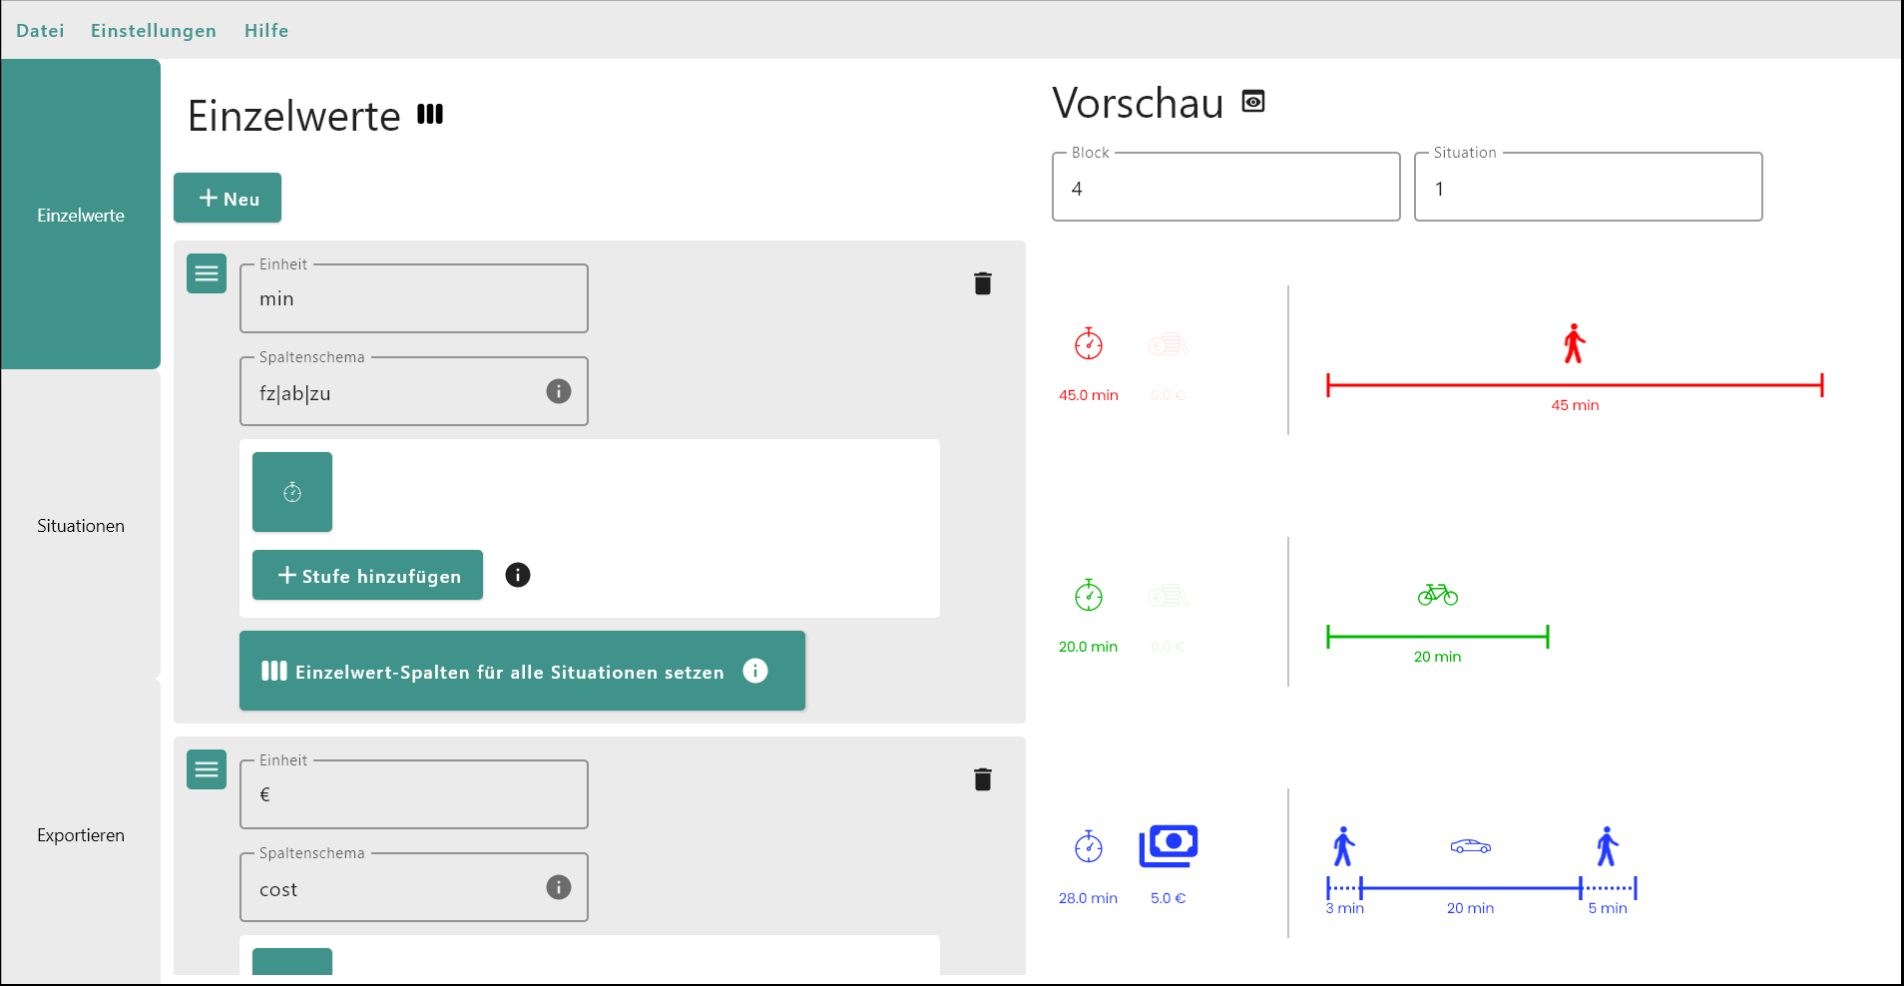 Datei Einstellungen Hilfe
Einzelwerte
Situationen
Exportieren
Einzelwerte
+ Neu
Einheit
min
Spaltenschema
fz|ab|zu
+ Stufe hinzufügen
Einzelwert-Spalten für alle Situationen setzen
Einheit
€
Spaltenschema
cost
Vorschau
Block
4
Situation
1
45.0 min 0.0 €
45 min
20.0 min 0.0 €
20 min
28.0 min 5.0 €
3 min 20 min 5 min